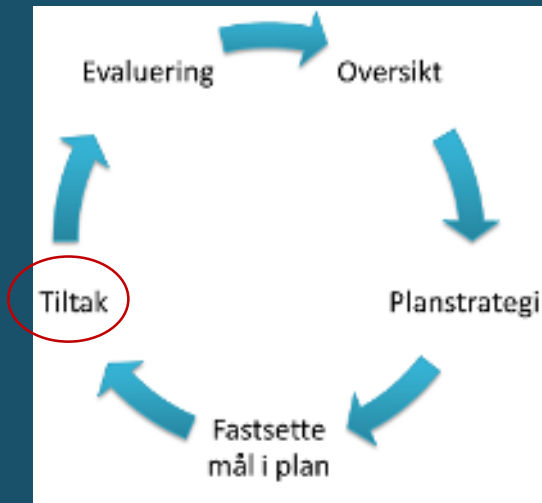 Evaluering
Oversikt
Tiltak
Planstrategi
Fastsette
mål i plan